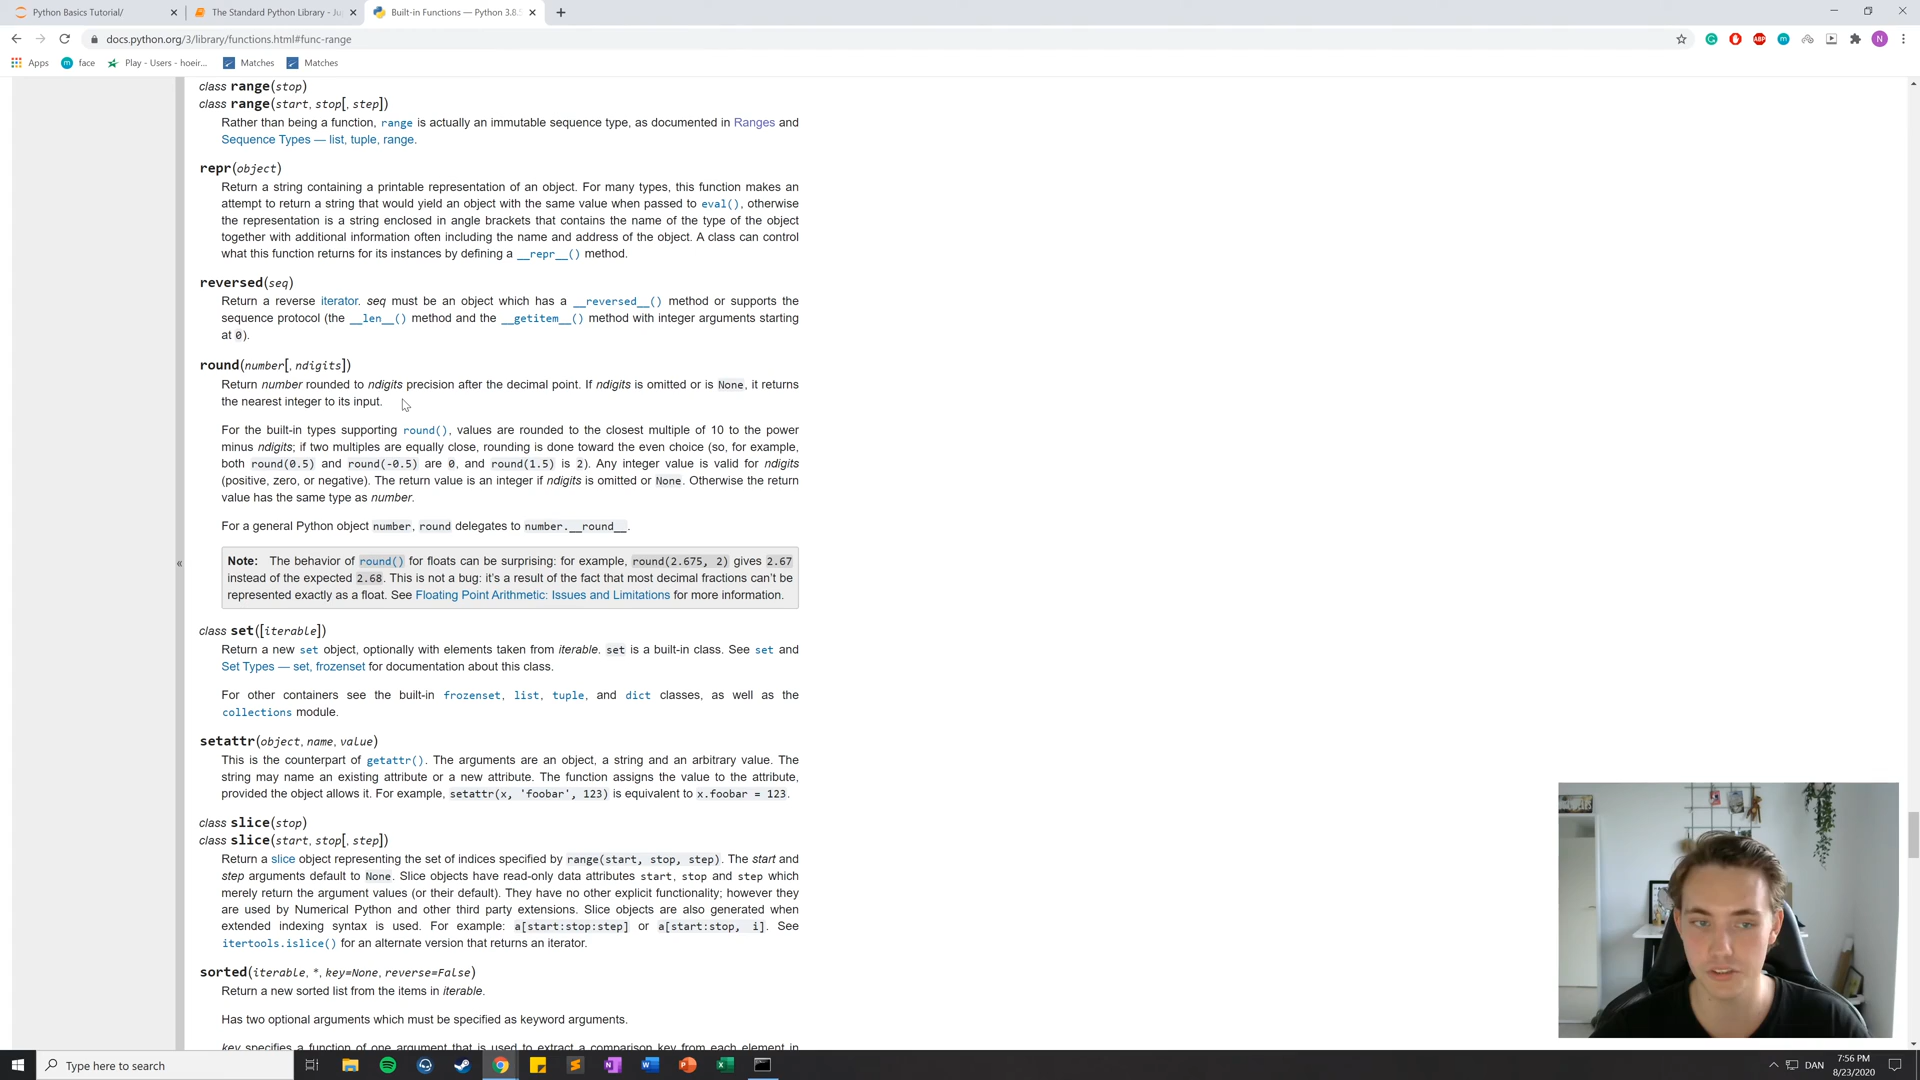 Python Basics Tutorial/
The Standard Python Library - Ju
Built-in Functions — Python 3.8.
docs.python.org/3/library/functions.html#func-range
Apps
face
Play - Users - hoeir...
Matches
Matches
class range(stop)
class range(start, stop[, step])
Rather than being a function, range is actually an immutable sequence type, as documented in Ranges and
Sequence Types — list, tuple, range.
repr(object)
Return a string containing a printable representation of an object. For many types, this function makes an
attempt to return a string that would yield an object with the same value when passed to eval(), otherwise
the representation is a string enclosed in angle brackets that contains the name of the type of the object
together with additional information often including the name and address of the object. A class can control
what this function returns for its instances by defining a __repr__() method.
reversed(seq)
Return a reverse iterator. seq must be an object which has a __reversed__() method or supports the
sequence protocol (the __len__() method and the __getitem__() method with integer arguments starting
at 0).
round(number[, ndigits])
Return number rounded to ndigits precision after the decimal point. If ndigits is omitted or is None, it returns
the nearest integer to its input.
For the built-in types supporting round(), values are rounded to the closest multiple of 10 to the power
minus ndigits; if two multiples are equally close, rounding is done toward the even choice (so, for example,
both round(0.5) and round(-0.5) are 0, and round(1.5) is 2). Any integer value is valid for ndigits
(positive, zero, or negative). The return value is an integer if ndigits is omitted or None. Otherwise the return
value has the same type as number.
For a general Python object number, round delegates to number.__round__.
Note: The behavior of round() for floats can be surprising: for example, round(2.675, 2) gives 2.67
instead of the expected 2.68. This is not a bug: it's a result of the fact that most decimal fractions can't be
represented exactly as a float. See Floating Point Arithmetic: Issues and Limitations for more information.
class set([iterable])
Return a new set object, optionally with elements taken from iterable. set is a built-in class. See set and
Set Types — set, frozenset for documentation about this class.
For other containers see the built-in frozenset, list, tuple, and dict classes, as well as the
collections module.
setattr(object, name, value)
This is the counterpart of getattr(). The arguments are an object, a string and an arbitrary value. The
string may name an existing attribute or a new attribute. The function assigns the value to the attribute,
provided the object allows it. For example, setattr(x, 'foobar', 123) is equivalent to x.foobar = 123.
class slice(stop)
class slice(start, stop[, step])
Return a slice object representing the set of indices specified by range(start, stop, step). The start and
step arguments default to None. Slice objects have read-only data attributes start, stop and step which
merely return the argument values (or their default). They have no other explicit functionality; however they
are used by Numerical Python and other third party extensions. Slice objects are also generated when
extended indexing syntax is used. For example: a[start:stop:step] or a[start:stop, i]. See
itertools.islice() for an alternate version that returns an iterator.
sorted(iterable, *, key=None, reverse=False)
Return a new sorted list from the items in iterable.
Has two optional arguments which must be specified as keyword arguments.
key specifies a function of one argument that is used to extract a comparison key from each element in
Type here to search
DAN
7:56 PM
8/23/2020